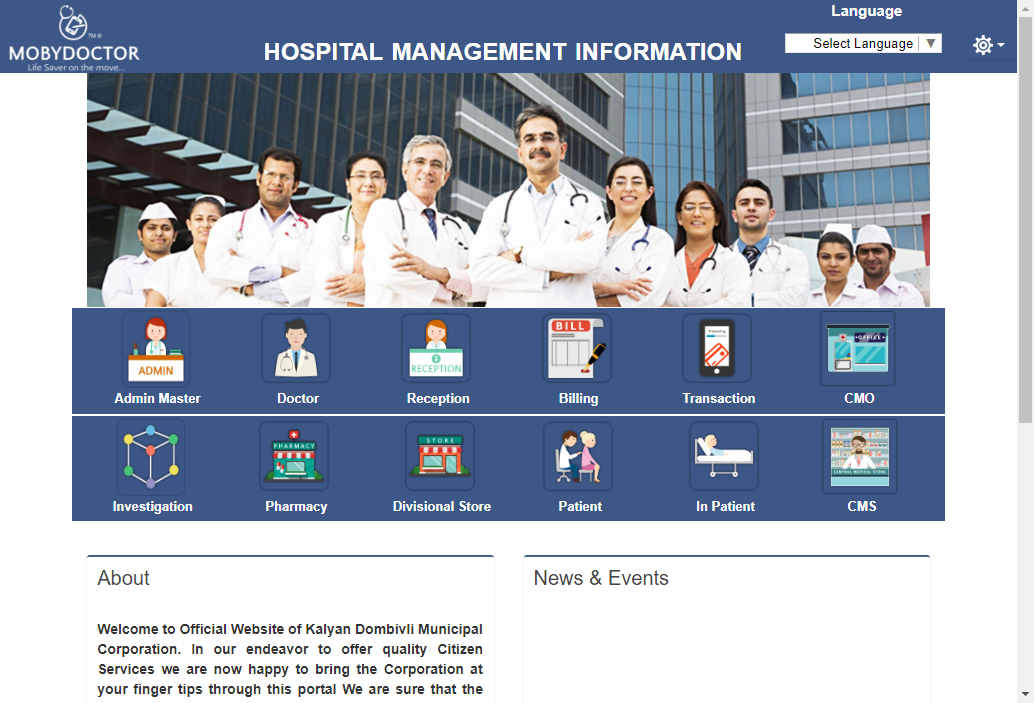 Language
TM®
MOBYDOCTOR
Life Saver on the move...
HOSPITAL MANAGEMENT INFORMATION
Select Language ▼
ADMIN
RECEPTION
BILL
OFFICE
Admin Master
Doctor
Reception
Billing
Transaction
CMO
PHARMACY
STORE
CENTRAL MEDICAL STORE
Investigation
Pharmacy
Divisional Store
Patient
In Patient
CMS
About
News & Events
Welcome to Official Website of Kalyan Dombivli Municipal
Corporation. In our endeavor to offer quality Citizen
Services we are now happy to bring the Corporation at
your finger tips through this portal We are sure that the